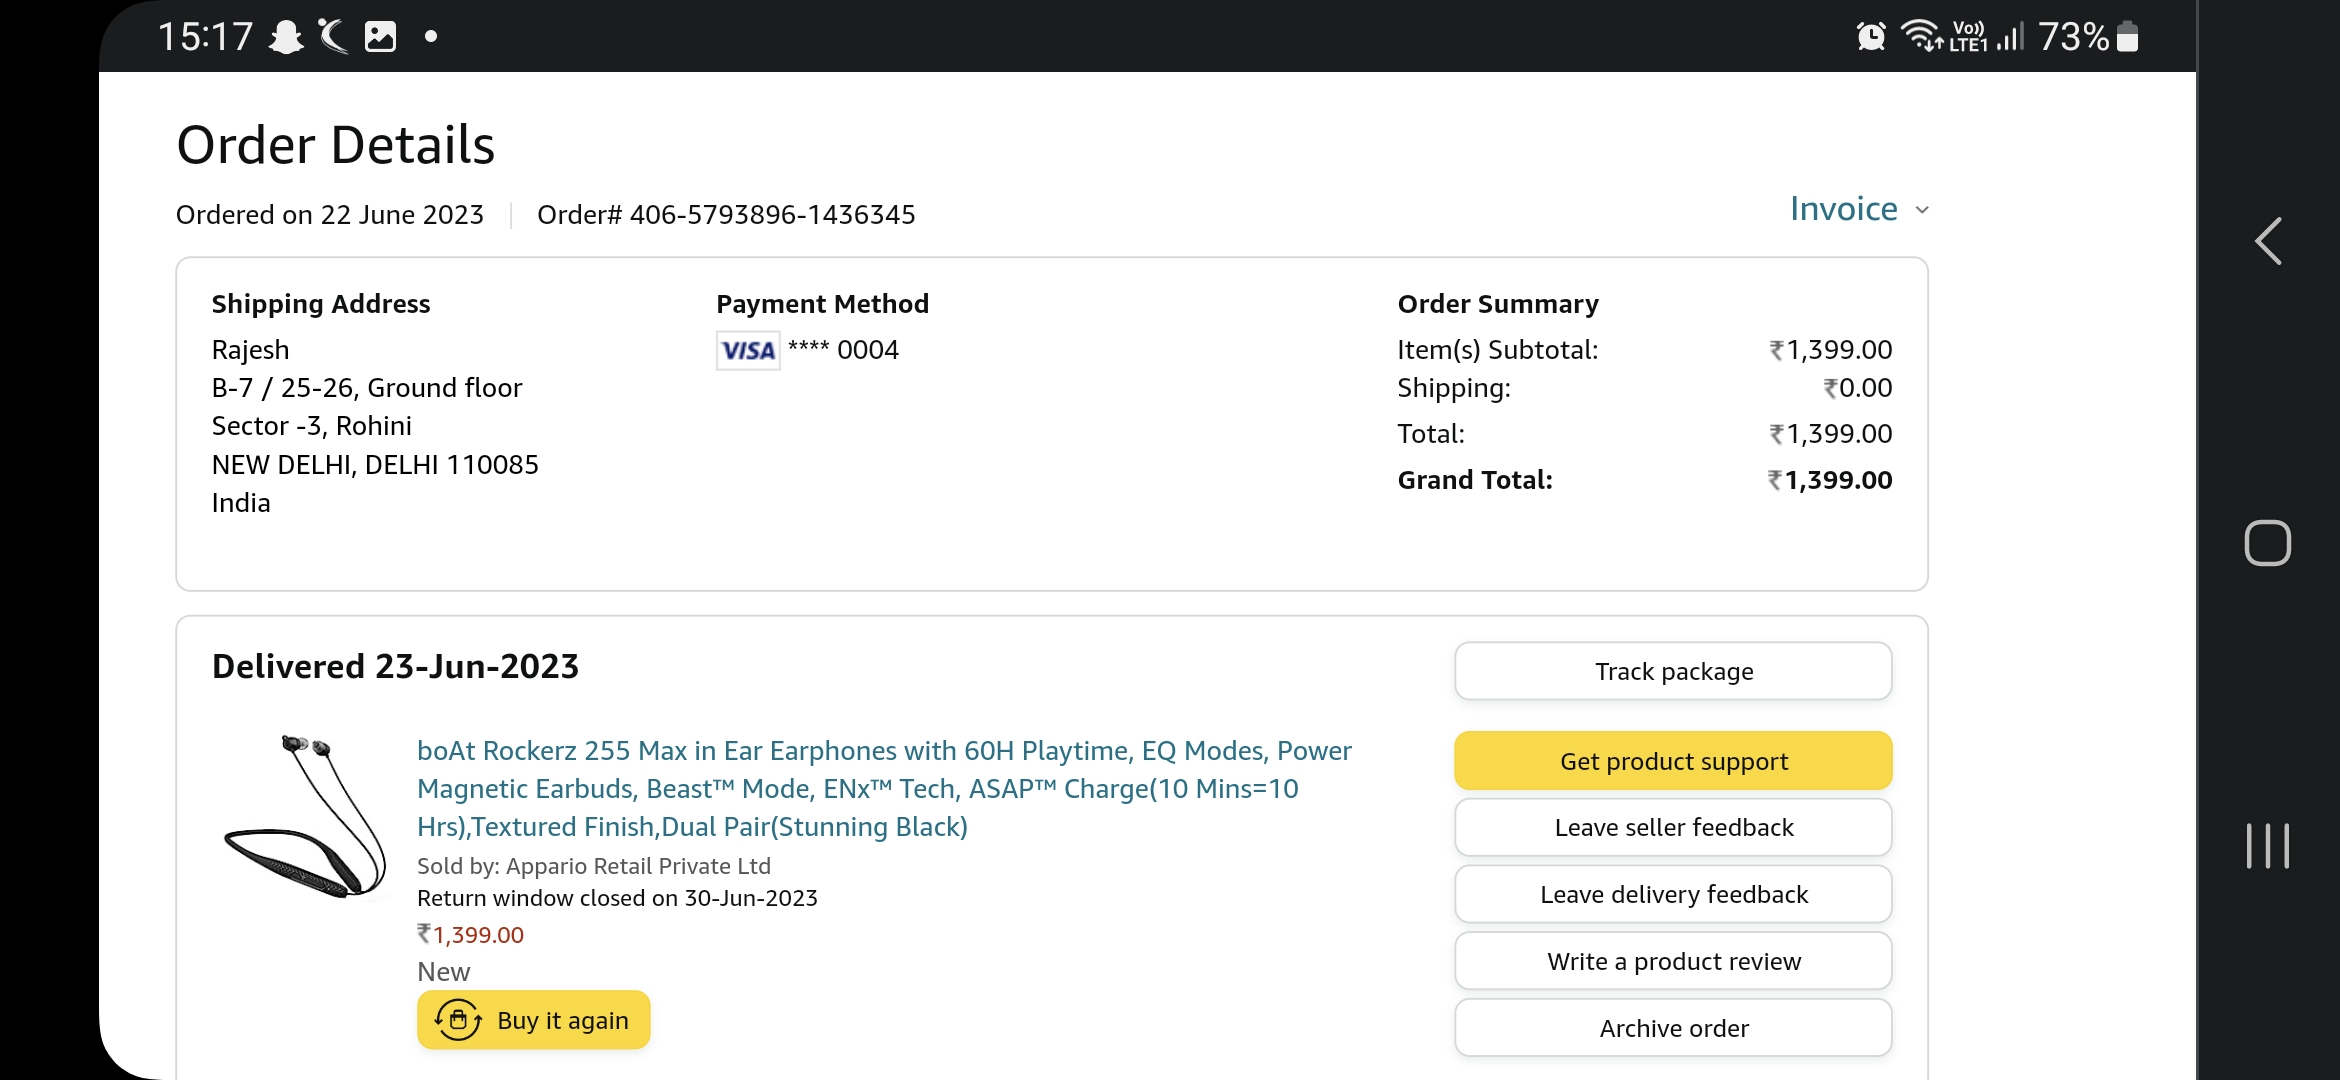 15:17
Vo)) LTE1 73%
Order Details
Ordered on 22 June 2023 Order# 406-5793896-1436345
Invoice
Shipping Address
Rajesh
B-7 / 25-26, Ground floor
Sector -3, Rohini
NEW DELHI, DELHI 110085
India
Payment Method
VISA **** 0004
Order Summary
Item(s) Subtotal: ₹1,399.00
Shipping: ₹0.00
Total: ₹1,399.00
Grand Total: ₹1,399.00
Delivered 23-Jun-2023
boAt Rockerz 255 Max in Ear Earphones with 60H Playtime, EQ Modes, Power
Magnetic Earbuds, Beast™ Mode, ENx™ Tech, ASAP™ Charge(10 Mins=10
Hrs),Textured Finish,Dual Pair(Stunning Black)
Sold by: Appario Retail Private Ltd
Return window closed on 30-Jun-2023
₹1,399.00
New
Buy it again
Track package
Get product support
Leave seller feedback
Leave delivery feedback
Write a product review
Archive order